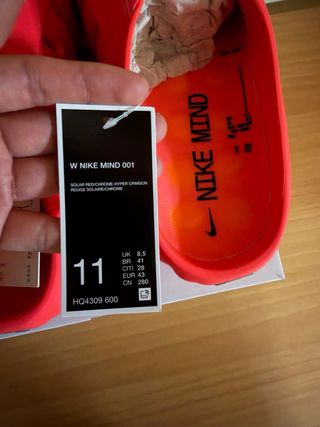 W NIKE MIND 001
SOLAR RED/CHROME-HYPER CRIMSON
ROUGE SOLAIRE/CHROME
11
UK 8.5
BR 41
CITI 28
EUR 43
CN 280
HQ4309 600
NIKE MIND